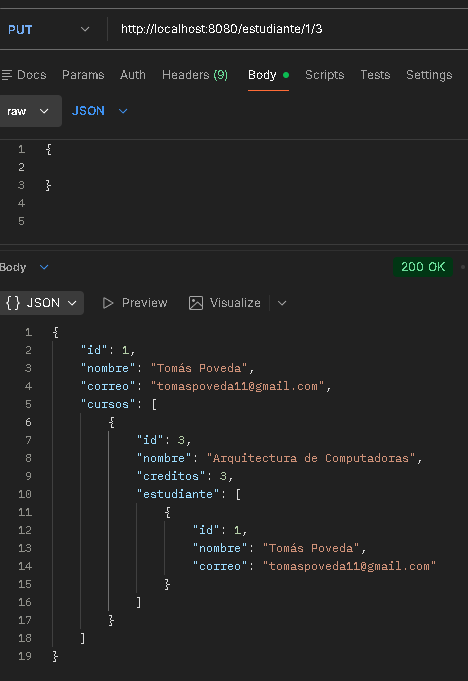 PUT http://localhost:8080/estudiante/1/3
Docs Params Auth Headers (9) Body Scripts Tests Settings
raw JSON
1 {
2
3 }
4
5
Body 200 OK
{} JSON Preview Visualize
1 {
2 "id": 1,
3 "nombre": "Tomás Poveda",
4 "correo": "tomaspoveda11@gmail.com",
5 "cursos": [
6 {
7 "id": 3,
8 "nombre": "Arquitectura de Computadoras",
9 "creditos": 3,
10 "estudiante": [
11 {
12 "id": 1,
13 "nombre": "Tomás Poveda",
14 "correo": "tomaspoveda11@gmail.com"
15 }
16 ]
17 }
18 ]
19 }